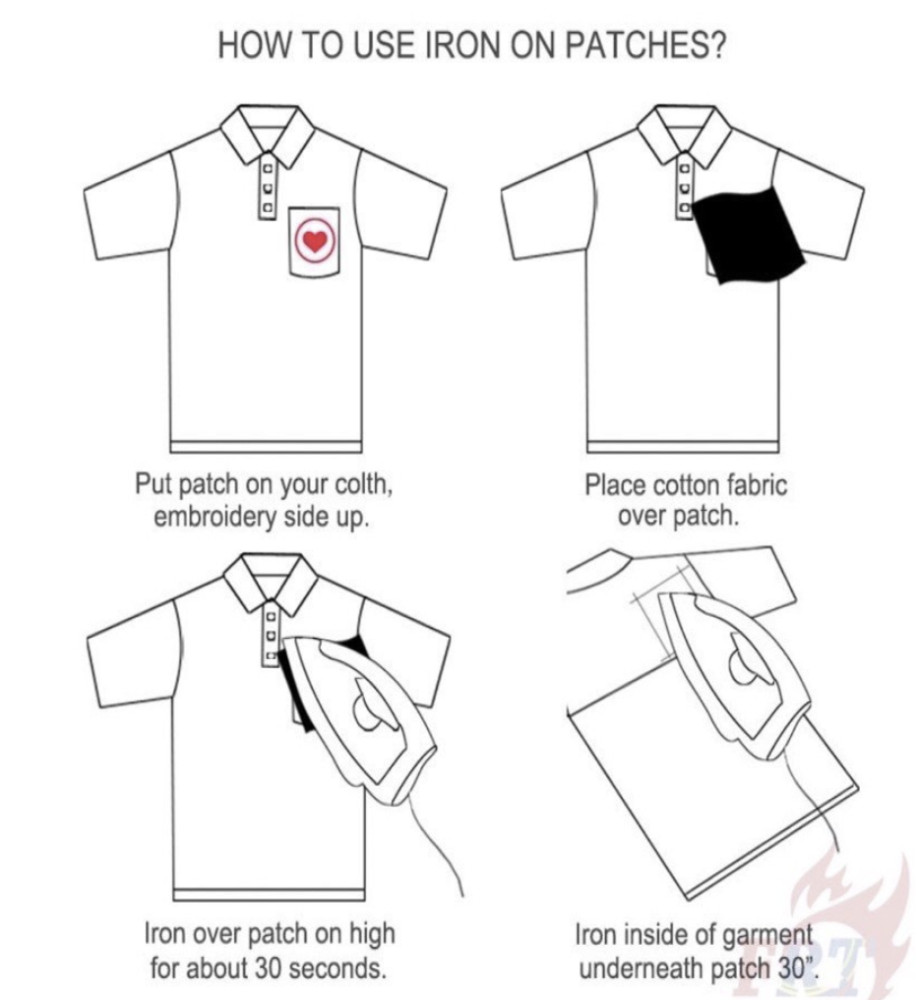 HOW TO USE IRON ON PATCHES?
Put patch on your colth,
embroidery side up.
Place cotton fabric
over patch.
Iron over patch on high
for about 30 seconds.
Iron inside of garment
underneath patch 30”.